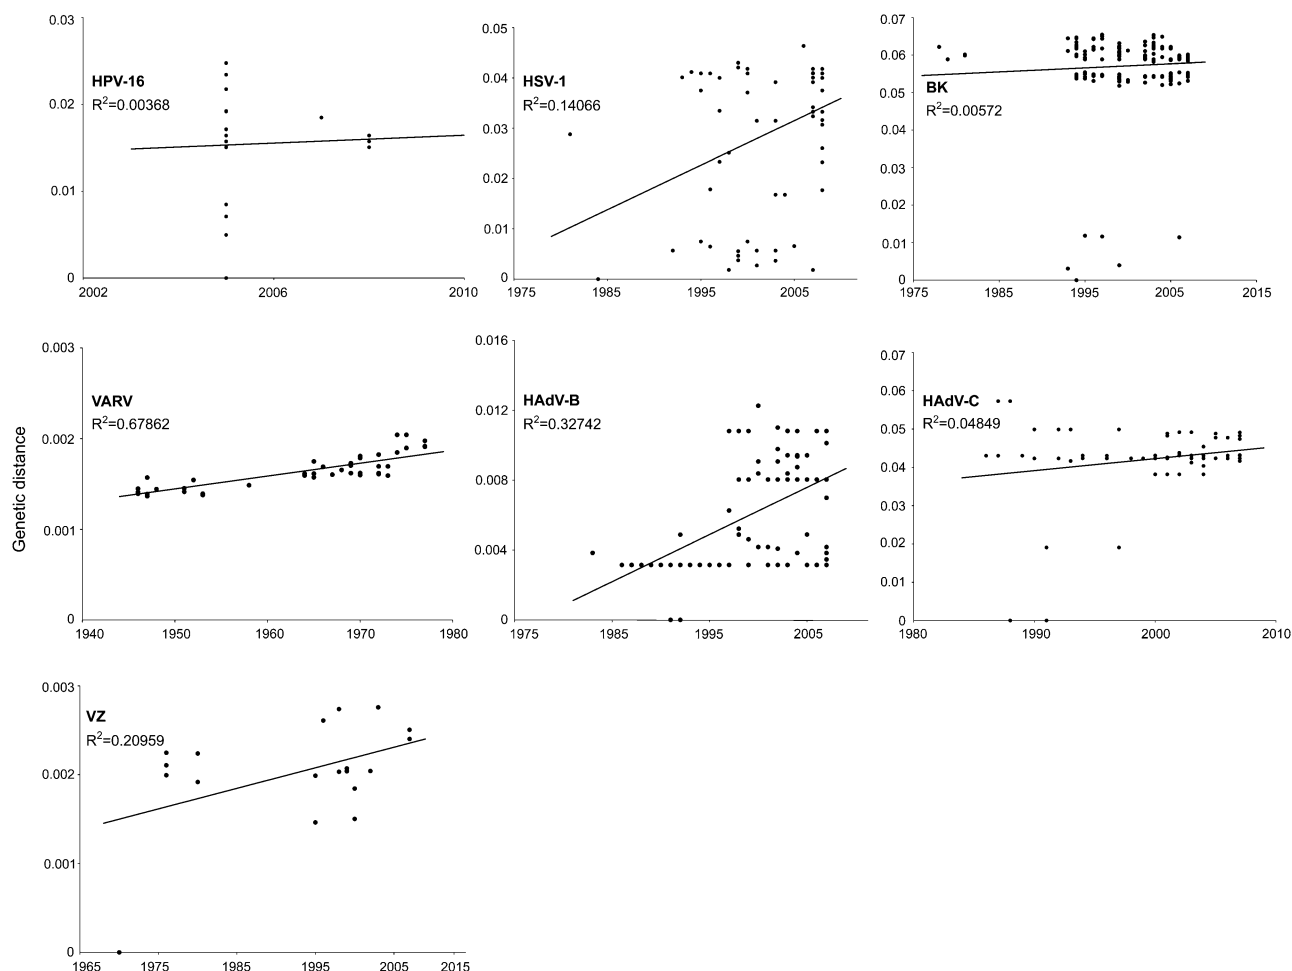 0.03
HPV-16
R2=0.00368
0.02
0.01
0
2002 2006 2010
0.05
HSV-1
0.04
R2=0.14066
0.03
0.02
0.01
0
1975 1985 1995 2005
0.07
0.06
BK
0.05
R2=0.00572
0.04
0.03
0.02
0.01
0
1975 1985 1995 2005 2015
Genetic distance
0.003
VARV
R2=0.67862
0.002
0.001
0
1940 1950 1960 1970 1980
0.016
HAdV-B
0.012
R2=0.32742
0.008
0.004
0
1975 1985 1995 2005
0.07
0.06
HAdV-C
0.05
R2=0.04849
0.04
0.03
0.02
0.01
0
1980 1990 2000 2010
0.003
VZ
R2=0.20959
0.002
0.001
0
1965 1975 1985 1995 2005 2015